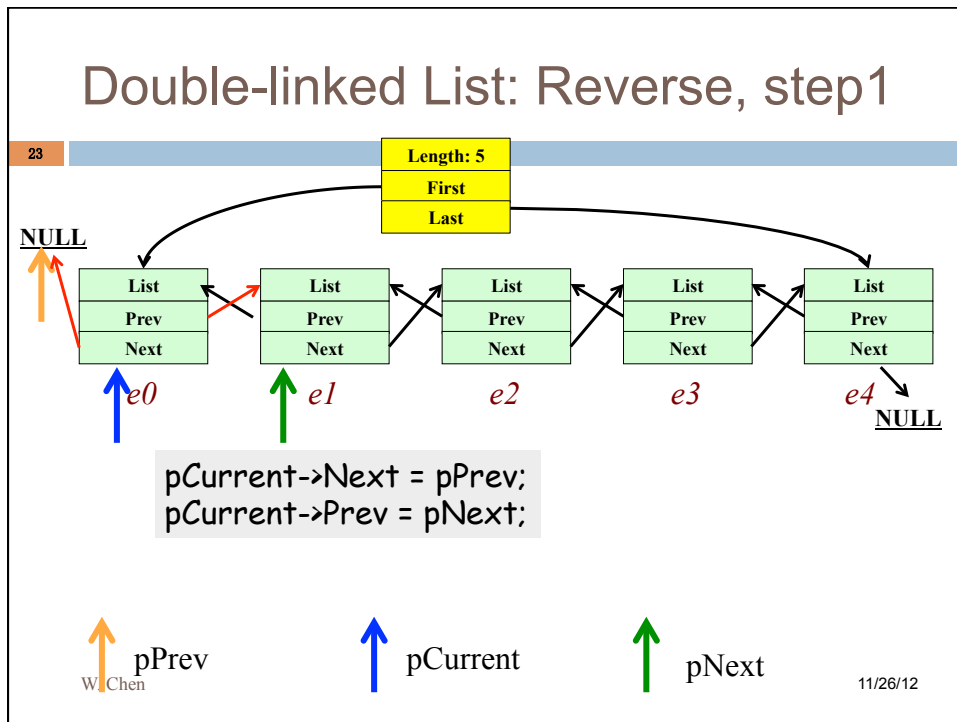 Double-linked List: Reverse, step1
23
Length: 5
First
Last
NULL
List
Prev
Next
List
Prev
Next
List
Prev
Next
List
Prev
Next
List
Prev
Next
e0
e1
e2
e3
e4
NULL
pCurrent->Next = pPrev;
pCurrent->Prev = pNext;
pPrev
pCurrent
pNext
W. Chen
11/26/12